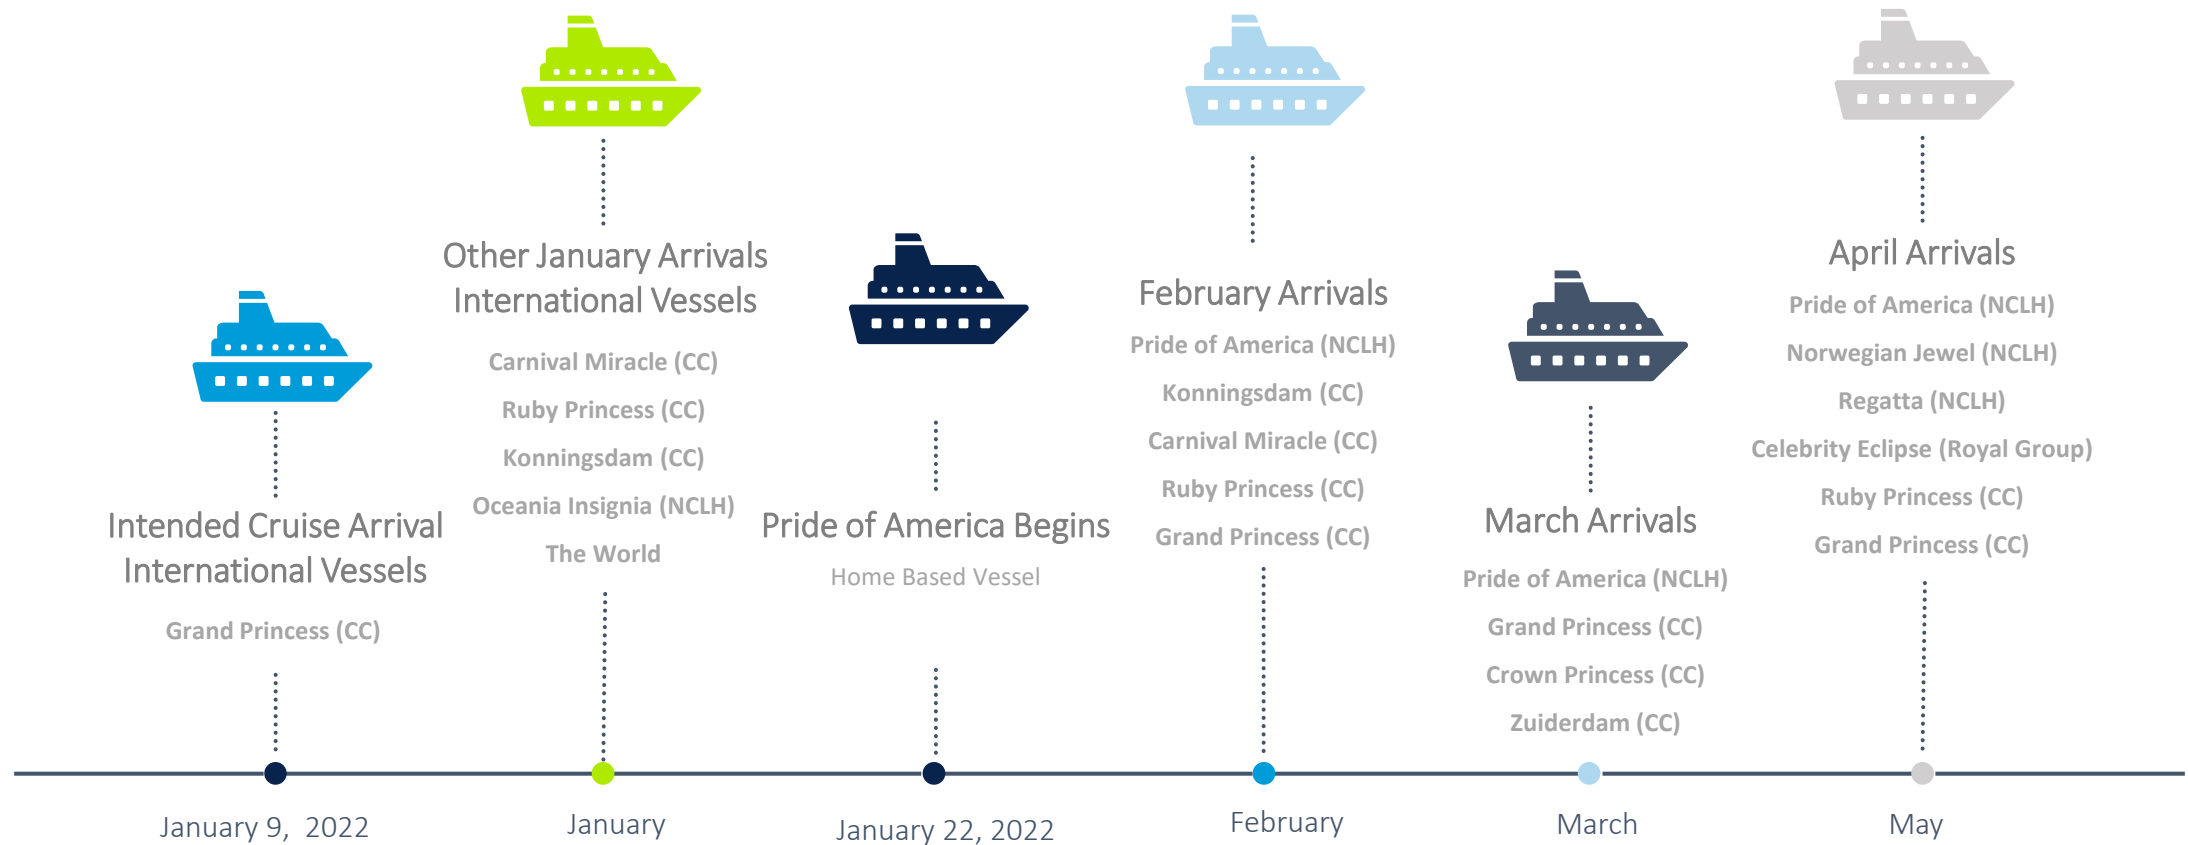 Intended Cruise Arrival
International Vessels
Grand Princess (CC)
January 9, 2022
Other January Arrivals
International Vessels
Carnival Miracle (CC)
Ruby Princess (CC)
Konningsdam (CC)
Oceania Insignia (NCLH)
The World
January
Pride of America Begins
Home Based Vessel
January 22, 2022
February Arrivals
Pride of America (NCLH)
Konningsdam (CC)
Carnival Miracle (CC)
Ruby Princess (CC)
Grand Princess (CC)
February
March Arrivals
Pride of America (NCLH)
Grand Princess (CC)
Crown Princess (CC)
Zuiderdam (CC)
March
April Arrivals
Pride of America (NCLH)
Norwegian Jewel (NCLH)
Regatta (NCLH)
Celebrity Eclipse (Royal Group)
Ruby Princess (CC)
Grand Princess (CC)
May